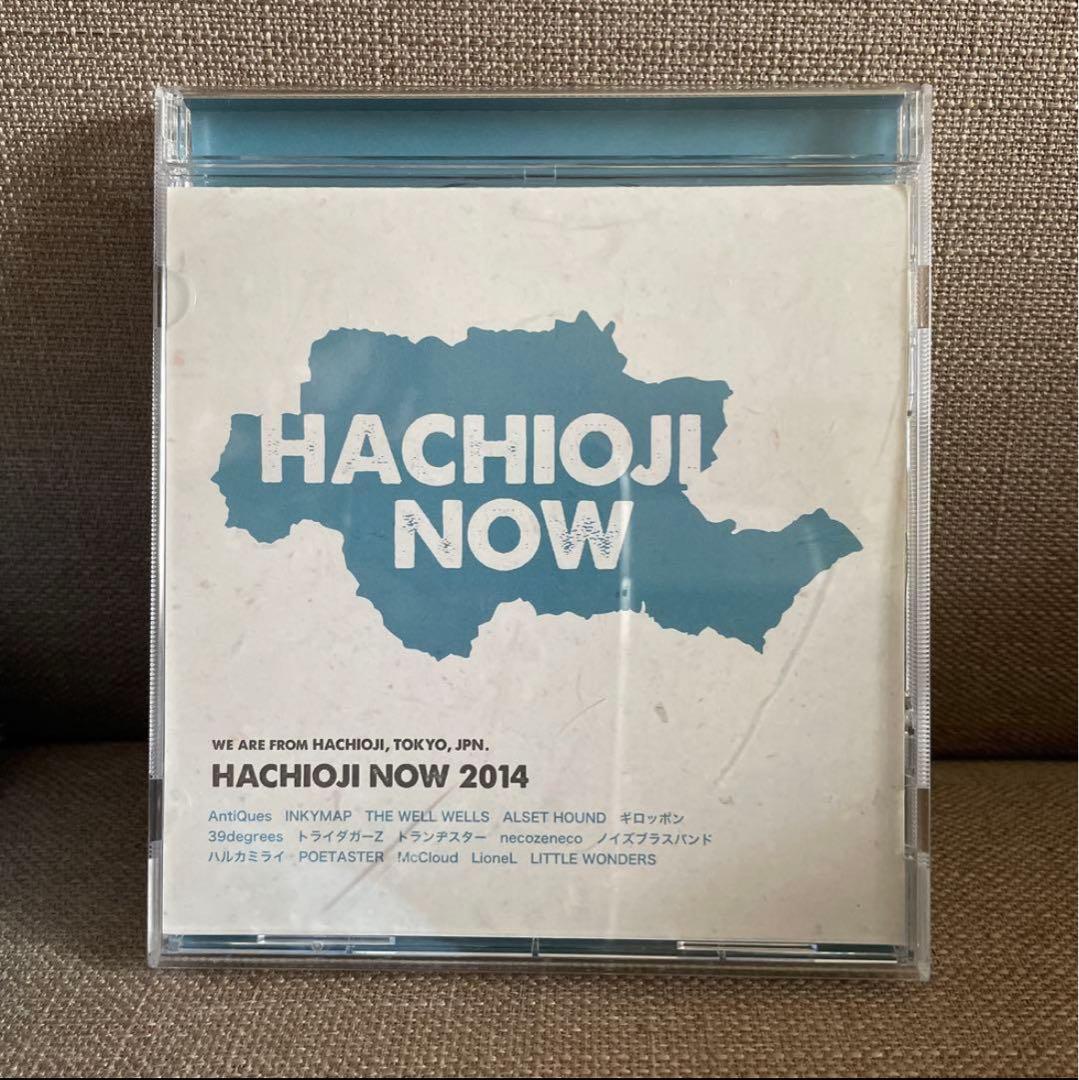 HACHIOJI
NOW
WE ARE FROM HACHIOJI, TOKYO, JPN.
HACHIOJI NOW 2014
AntiQues INKYMAP THE WELL WELLS ALSET HOUND ギロッポン
39degrees トライダガーZ トランヂスター necozeneco ノイズブラスバンド
ハルカミライ POETASTER McCloud LioneL LITTLE WONDERS